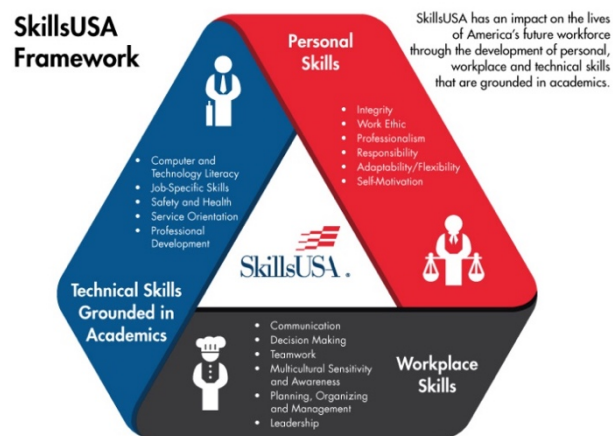 SkillsUSA
Framework
SkillsUSA has an impact on the lives
of America's future workforce
through the development of personal,
workplace and technical skills
that are grounded in academics.
Personal
Skills
• Integrity
• Work Ethic
• Professionalism
• Responsibility
• Adaptability/Flexibility
• Self-Motivation
• Computer and
Technology Literacy
• Job-Specific Skills
• Safety and Health
• Service Orientation
• Professional
Development
Technical Skills
Grounded in
Academics
SkillsUSA®
• Communication
• Decision Making
• Teamwork
• Multicultural Sensitivity
and Awareness
• Planning, Organizing
and Management
• Leadership
Workplace
Skills